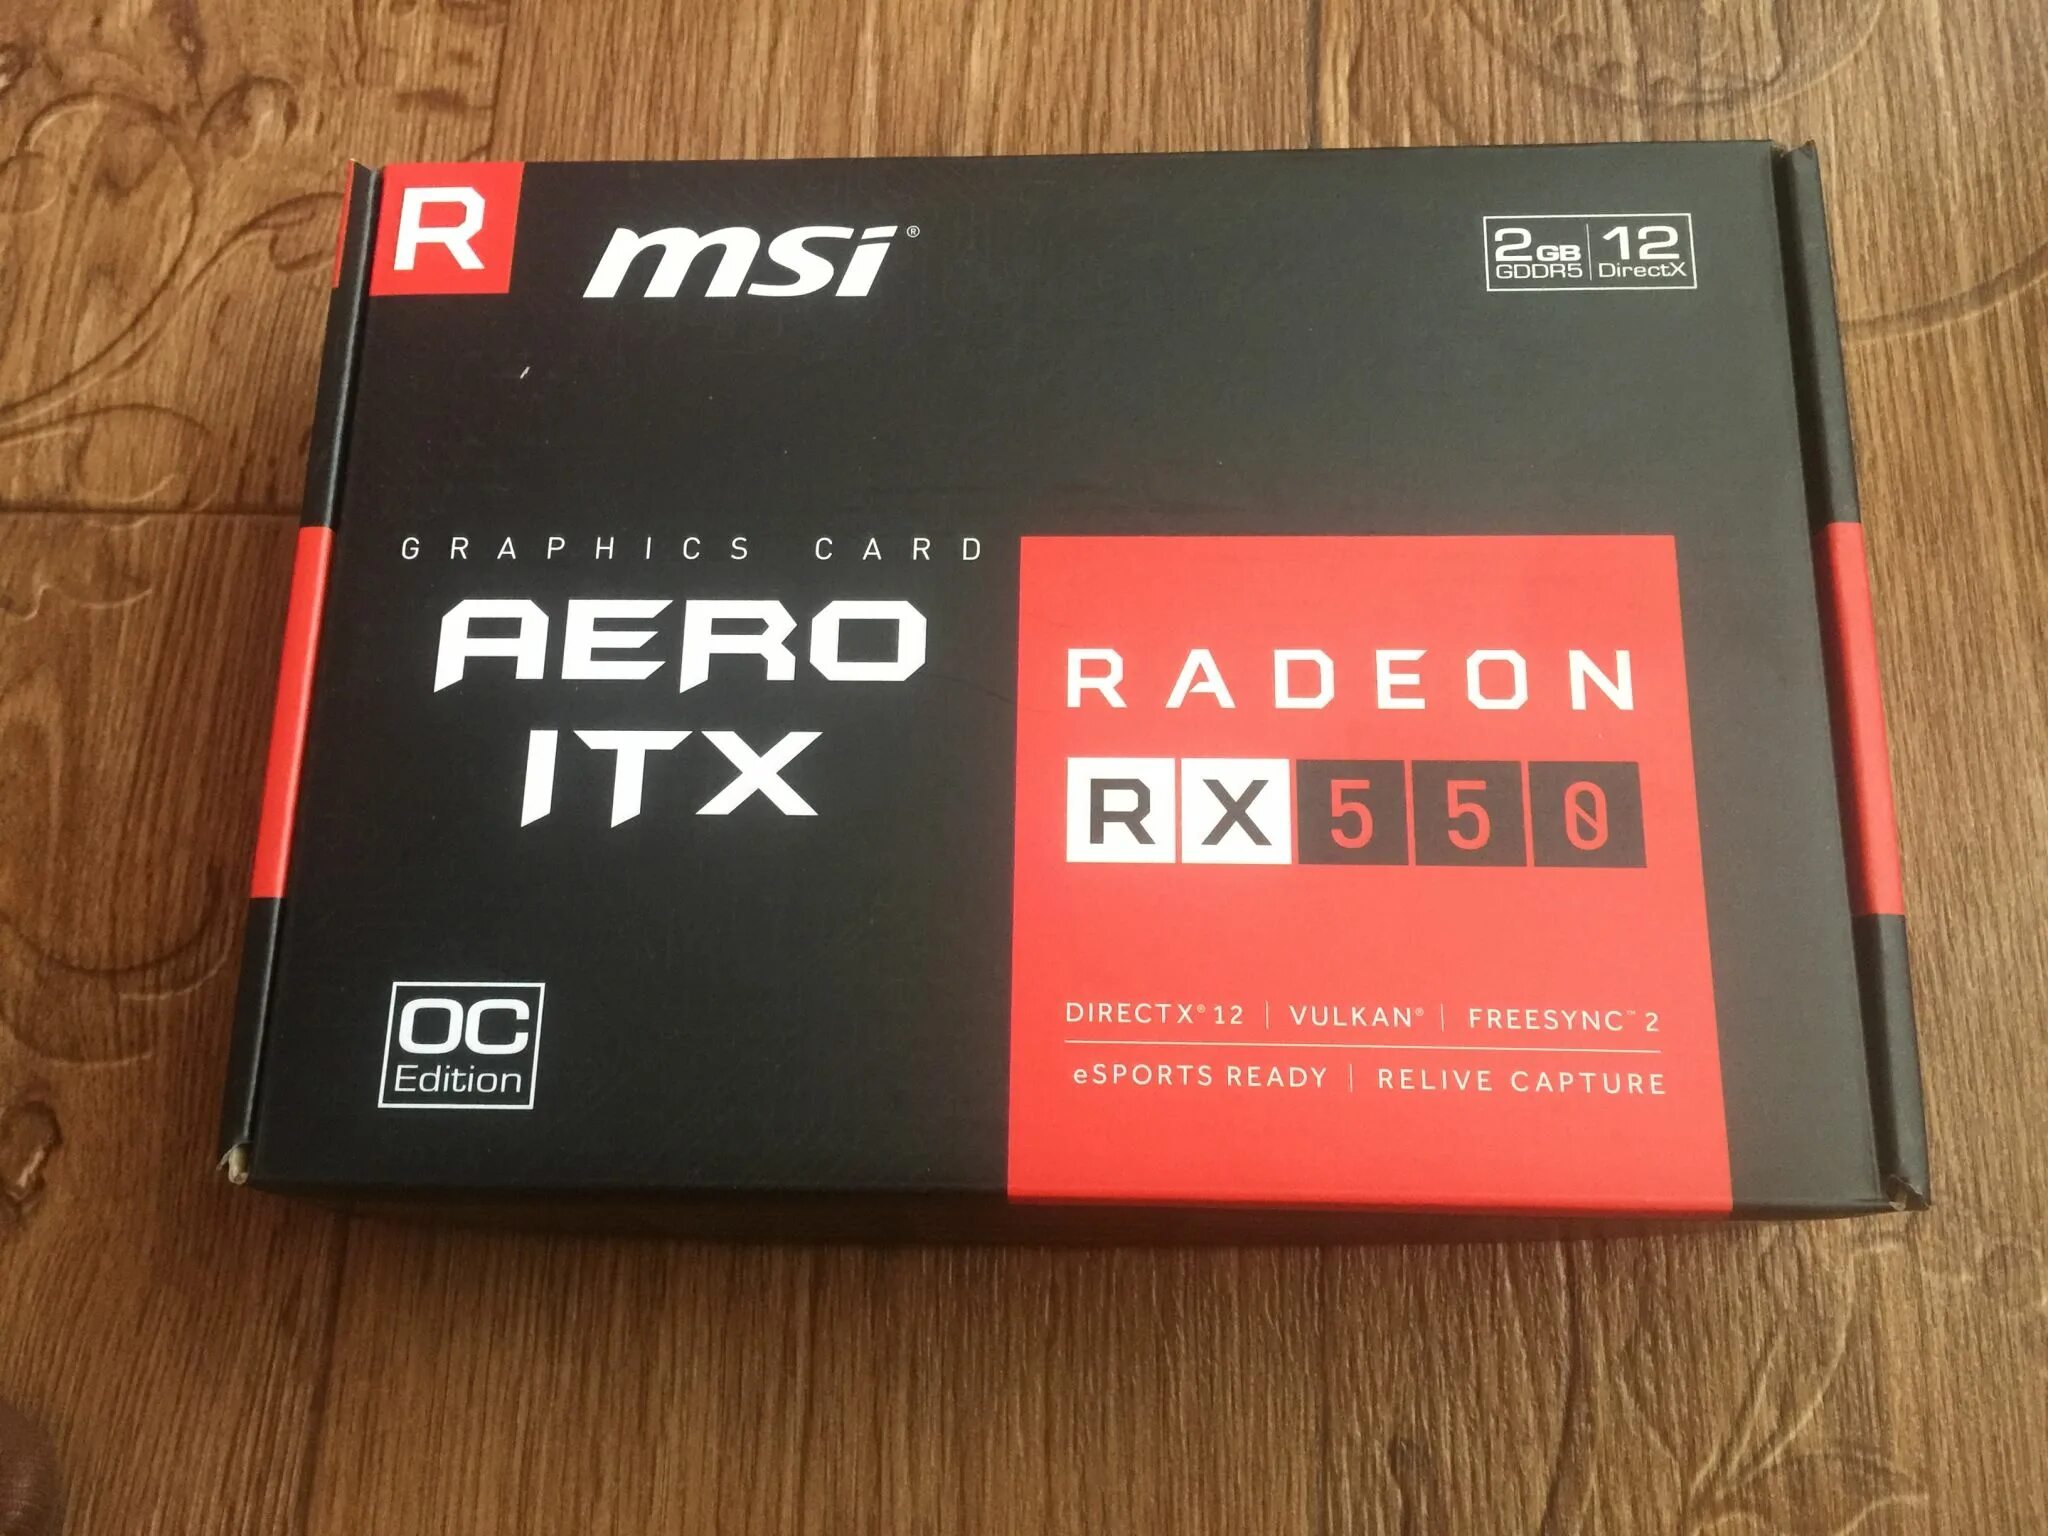 R
msi®
2GB GDDR5 | 12 DirectX
GRAPHICS CARD
AERO
ITX
RADEON
RX 550
OC
Edition
DIRECTX® 12 | VULKAN® | FREESYNC™ 2
eSPORTS READY | RELIVE CAPTURE